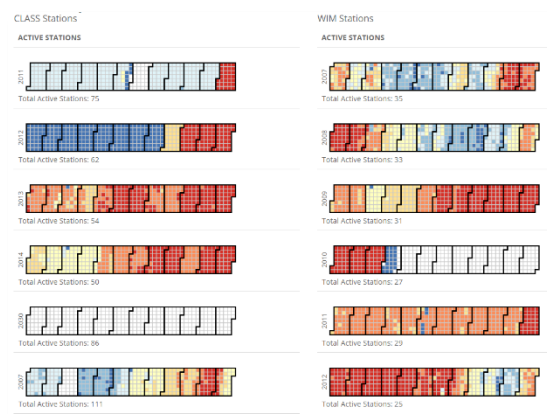 CLASS Stations
ACTIVE STATIONS
2011
Total Active Stations: 75
2012
Total Active Stations: 62
2013
Total Active Stations: 54
2014
Total Active Stations: 50
2030
Total Active Stations: 86
2007
Total Active Stations: 111
WIM Stations
ACTIVE STATIONS
2007
Total Active Stations: 35
2008
Total Active Stations: 33
2009
Total Active Stations: 31
2010
Total Active Stations: 27
2011
Total Active Stations: 29
2012
Total Active Stations: 25